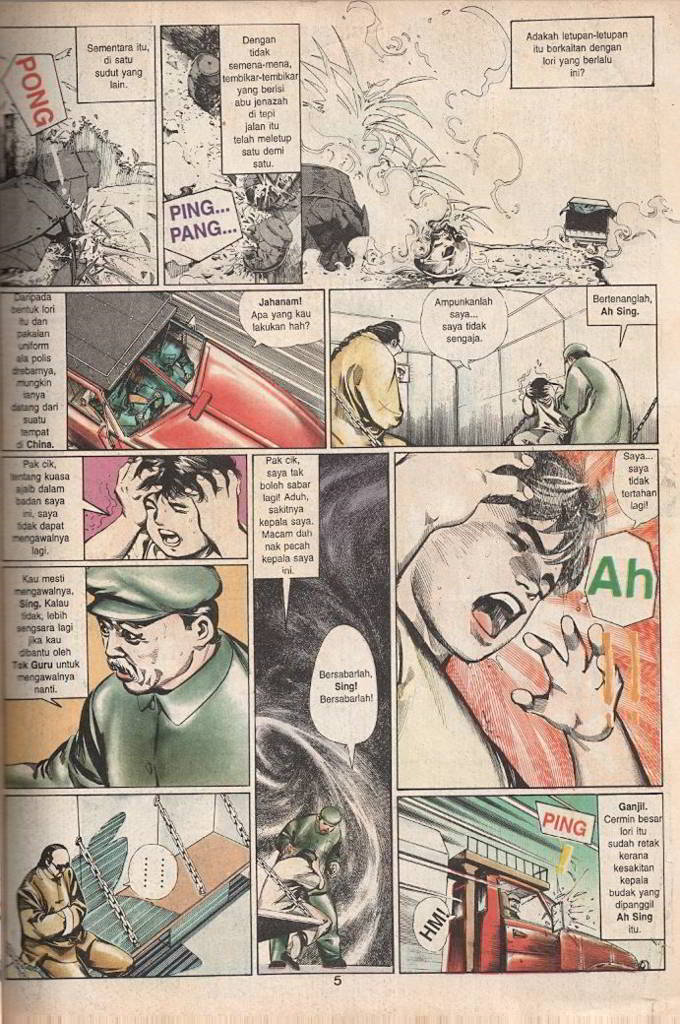 PONG
Sementara itu,
di satu
sudut yang
lain.
Dengan
tidak
semena-mena,
tembikar-tembikar
yang berisi
abu jenazah
di tepi
jalan itu
telah meletup
satu demi
satu.
PING...
PANG...
Adakah letupan-letupan
itu berkaitan dengan
lori yang berlalu
ini?
Daripada
bentuk lori
itu dan
pakaian
uniform
ala polis
drebarnya,
mungkin
ianya
datang dari
suatu
tempat
di China.
Jahanam!
Apa yang kau
lakukan hah?
Ampunkanlah
saya...
saya tidak
sengaja.
Bertenanglah,
Ah Sing.
Pak cik,
tentang kuasa
ajaib dalam
badan saya
ini, saya
tidak dapat
mengawalnya
lagi.
Kau mesti
mengawalnya,
Sing. Kalau
tidak, lebih
sengsara lagi
jika kau
dibantu oleh
Tok Guru untuk
mengawalnya
nanti.
Pak cik,
saya tak
boleh sabar
lagi! Aduh,
sakitnya
kepala saya.
Macam dah
nak pecah
kepala saya
ini.
Bersabarlah,
Sing!
Bersabarlah!
Saya...
saya
tidak
tertahan
lagi!
Ah
!!
......
PING
HM!
Ganjil.
Cermin besar
lori itu
sudah retak
kerana
kesakitan
kepala
budak yang
dipanggil
Ah Sing
itu.
5